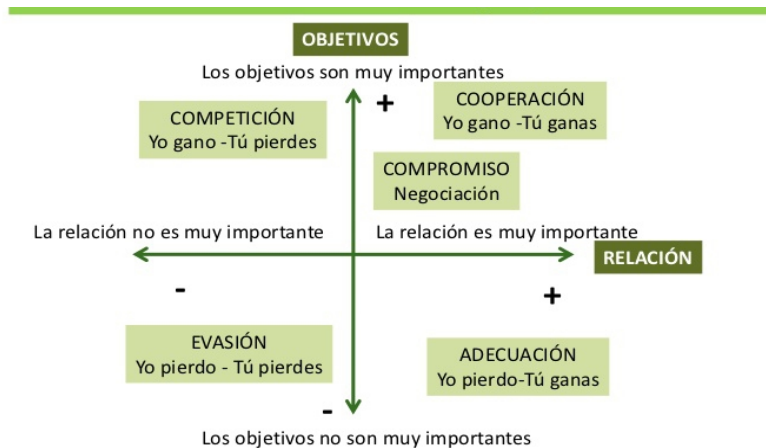 OBJETIVOS
Los objetivos son muy importantes
+
COMPETICIÓN
Yo gano -Tú pierdes
COOPERACIÓN
Yo gano -Tú ganas
COMPROMISO
Negociación
La relación no es muy importante
La relación es muy importante
RELACIÓN
-
+
EVASIÓN
Yo pierdo - Tú pierdes
ADECUACIÓN
Yo pierdo-Tú ganas
-
Los objetivos no son muy importantes